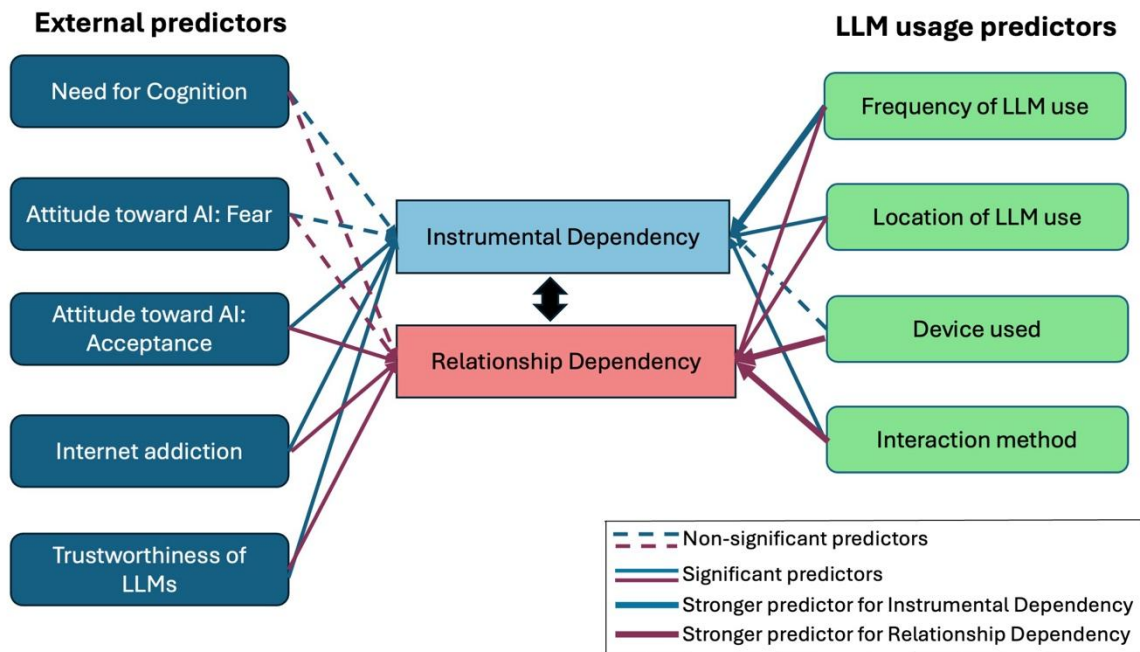 External predictors
Need for Cognition
Attitude toward AI: Fear
Attitude toward AI:
Acceptance
Internet addiction
Trustworthiness of
LLMs
Instrumental Dependency
Relationship Dependency
LLM usage predictors
Frequency of LLM use
Location of LLM use
Device used
Interaction method
Non-significant predictors
Significant predictors
Stronger predictor for Instrumental Dependency
Stronger predictor for Relationship Dependency